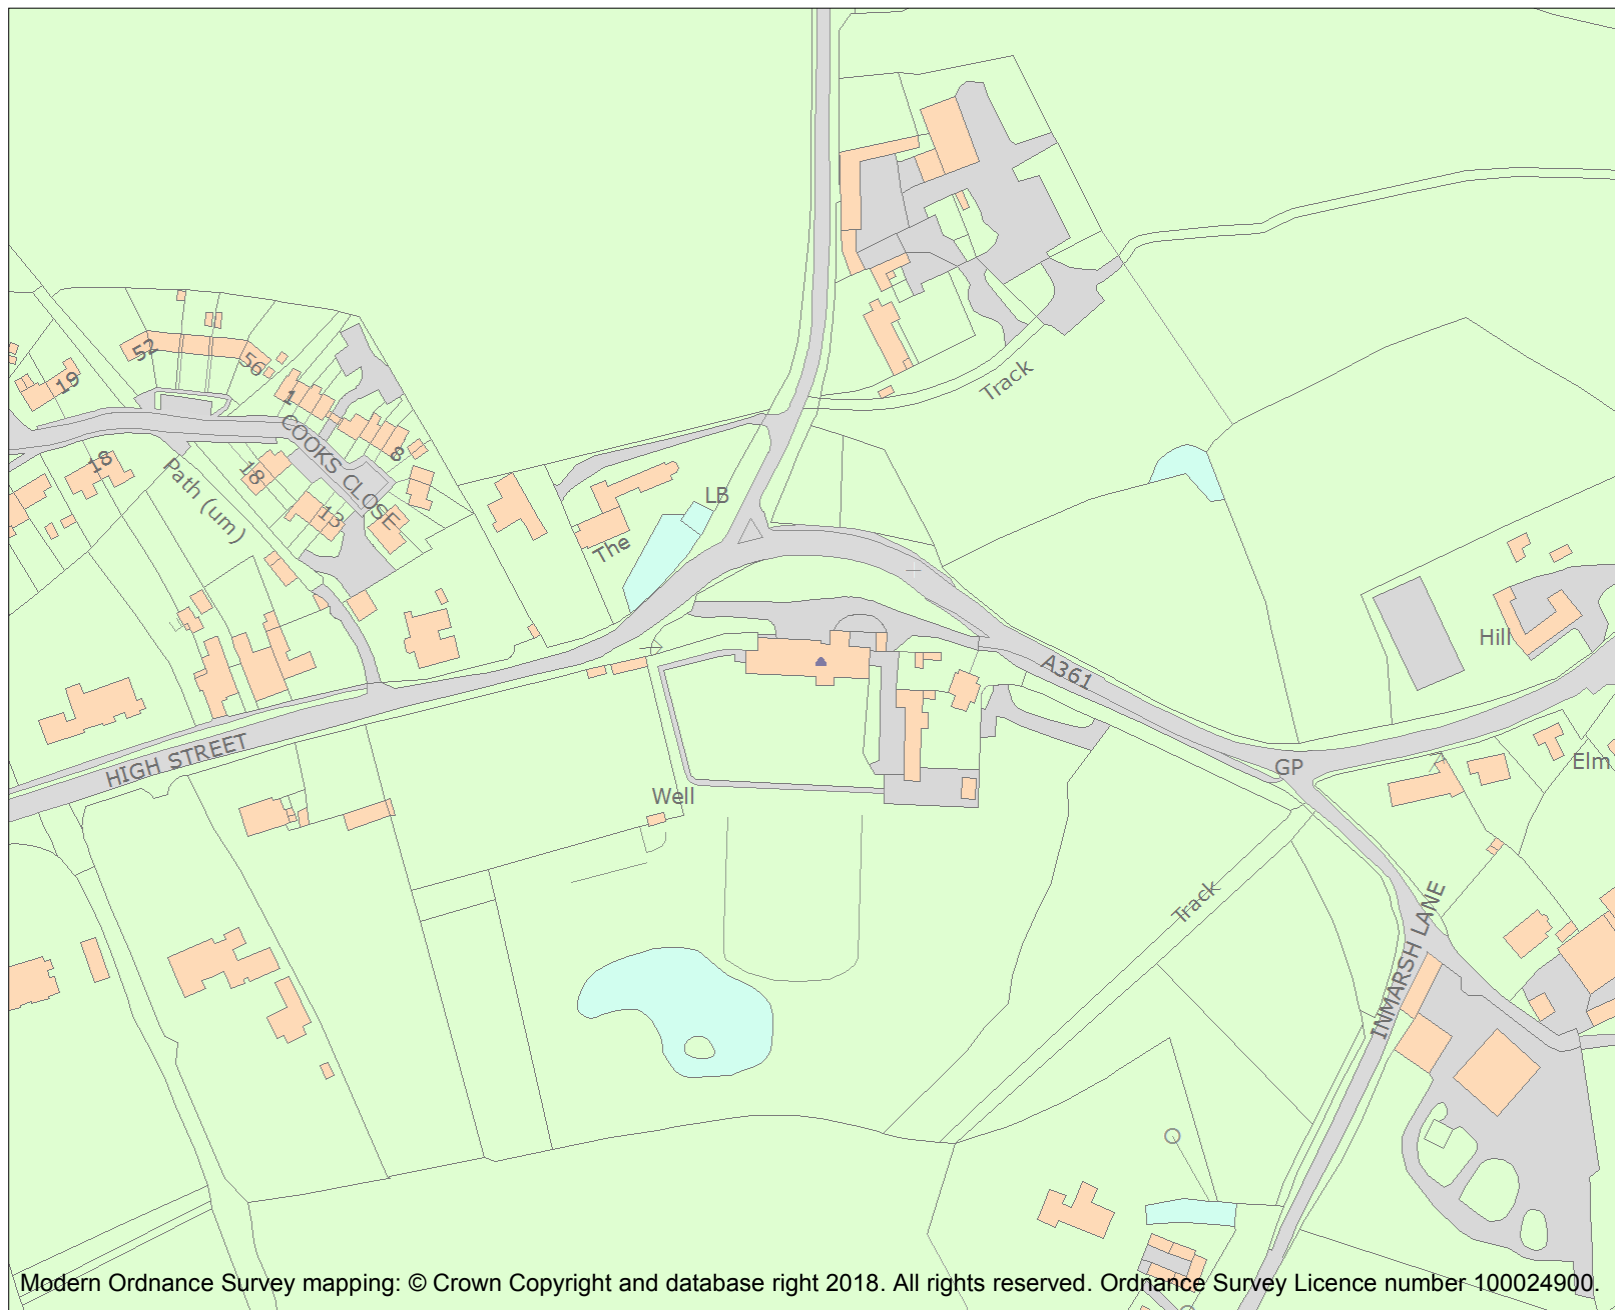 52
56
19
1
COOKS CLOSE
8
18
18
13
Path (um)
Track
LB
The
Hill
A361
HIGH STREET
GP
Elm
Well
Track
INMARSH LANE
Modern Ordnance Survey mapping: © Crown Copyright and database right 2018. All rights reserved. Ordnance Survey Licence number 100024900.